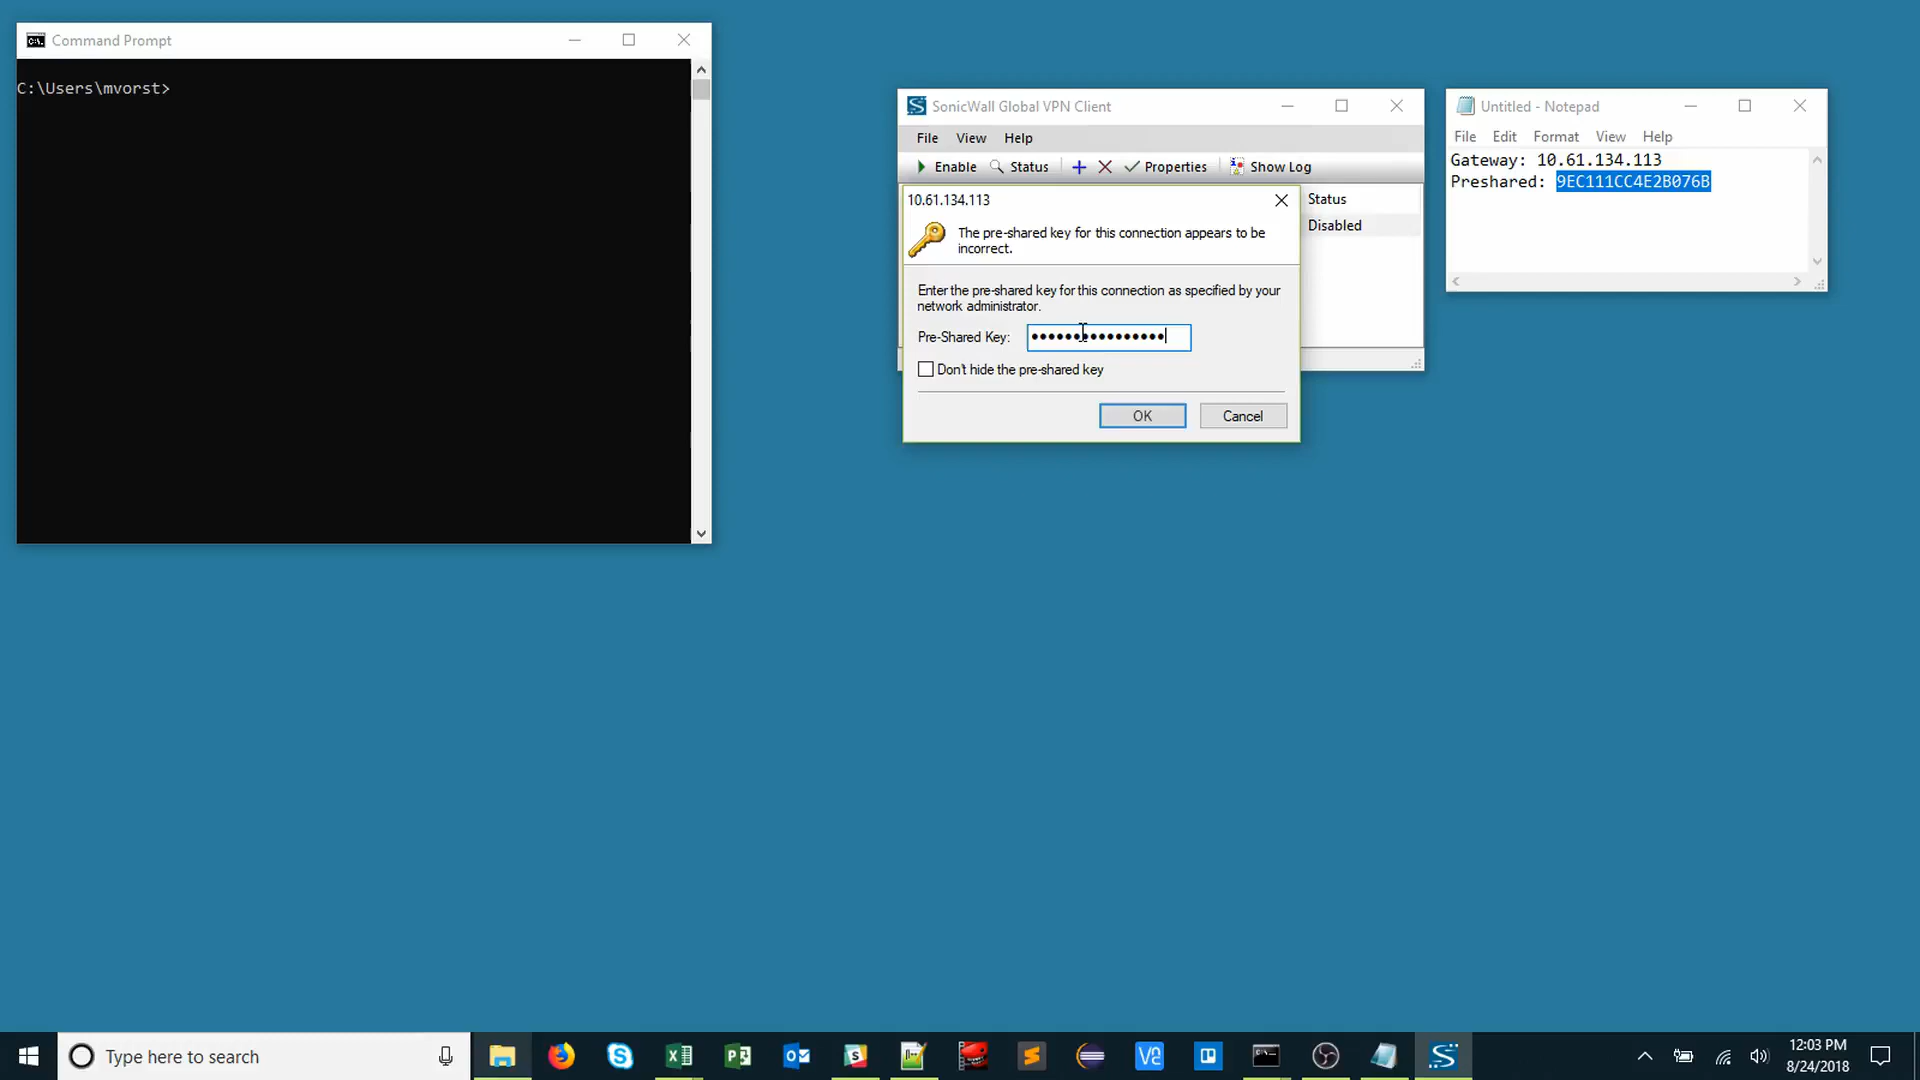 Command Prompt
C:\Users\mvorst>
SonicWall Global VPN Client
File View Help
Enable Status Properties Show Log
Status
Disabled
10.61.134.113
The pre-shared key for this connection appears to be
incorrect.
Enter the pre-shared key for this connection as specified by your
network administrator.
Pre-Shared Key: ••••••••••••••••
Don't hide the pre-shared key
OK Cancel
Untitled - Notepad
File Edit Format View Help
Gateway: 10.61.134.113
Preshared: 9EC111CC4E2B076B
Type here to search
12:03 PM
8/24/2018